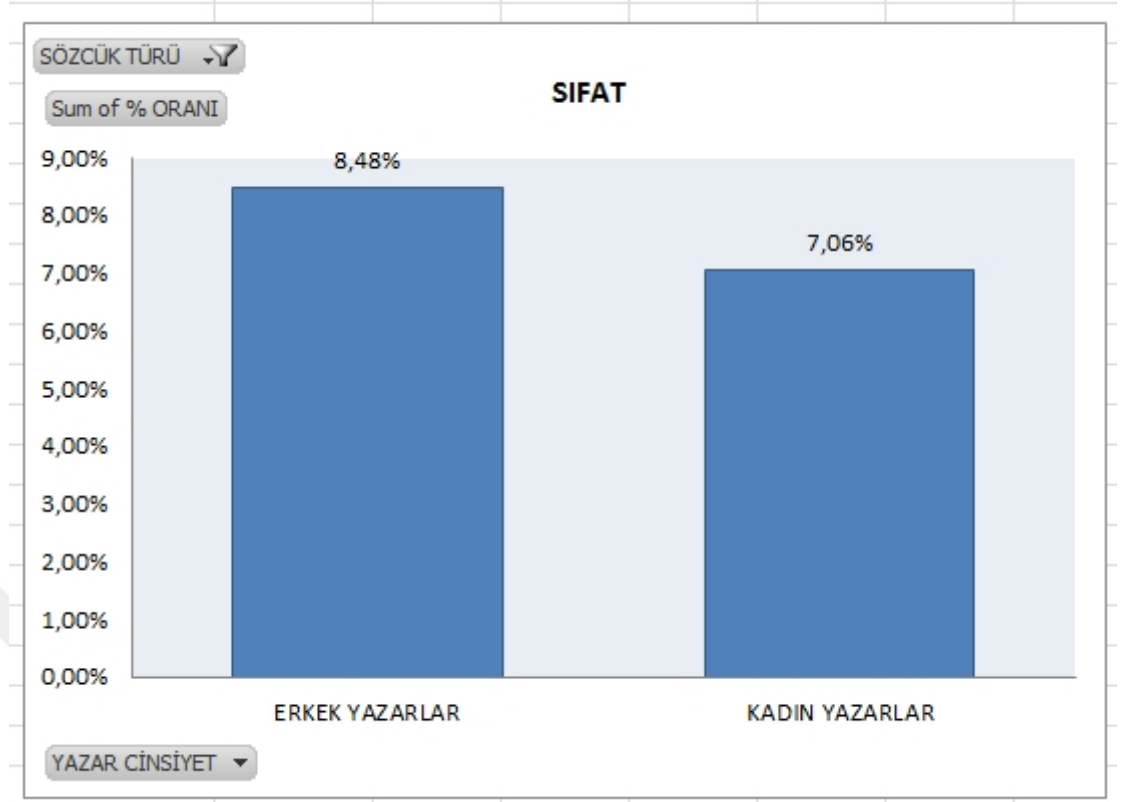 SÖZCÜK TÜRÜ
Sum of % ORANI
SIFAT
9,00%
8,00%
7,00%
6,00%
5,00%
4,00%
3,00%
2,00%
1,00%
0,00%
8,48%
7,06%
ERKEK YAZARLAR
KADIN YAZARLAR
YAZAR CİNSİYET